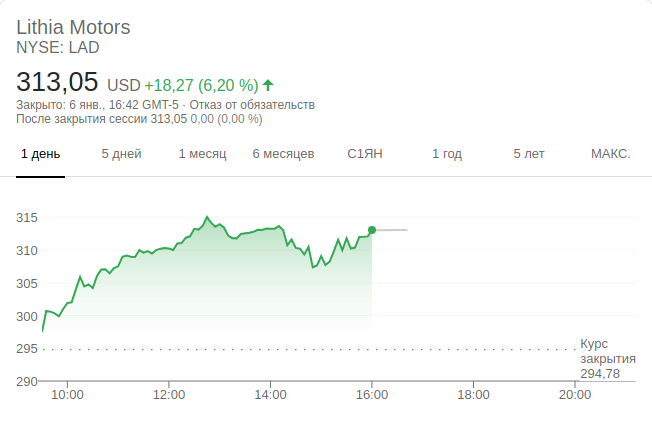 Lithia Motors
NYSE: LAD
313,05 USD +18,27 (6,20 %)
Закрыто: 6 янв., 16:42 GMT-5 · Отказ от обязательств
После закрытия сессии 313,05 0,00 (0,00 %)
1 день 5 дней 1 месяц 6 месяцев С1ЯН 1 год 5 лет МАКС.
315
310
305
300
295
290
Курс
закрытия
294,78
10:00 12:00 14:00 16:00 18:00 20:00